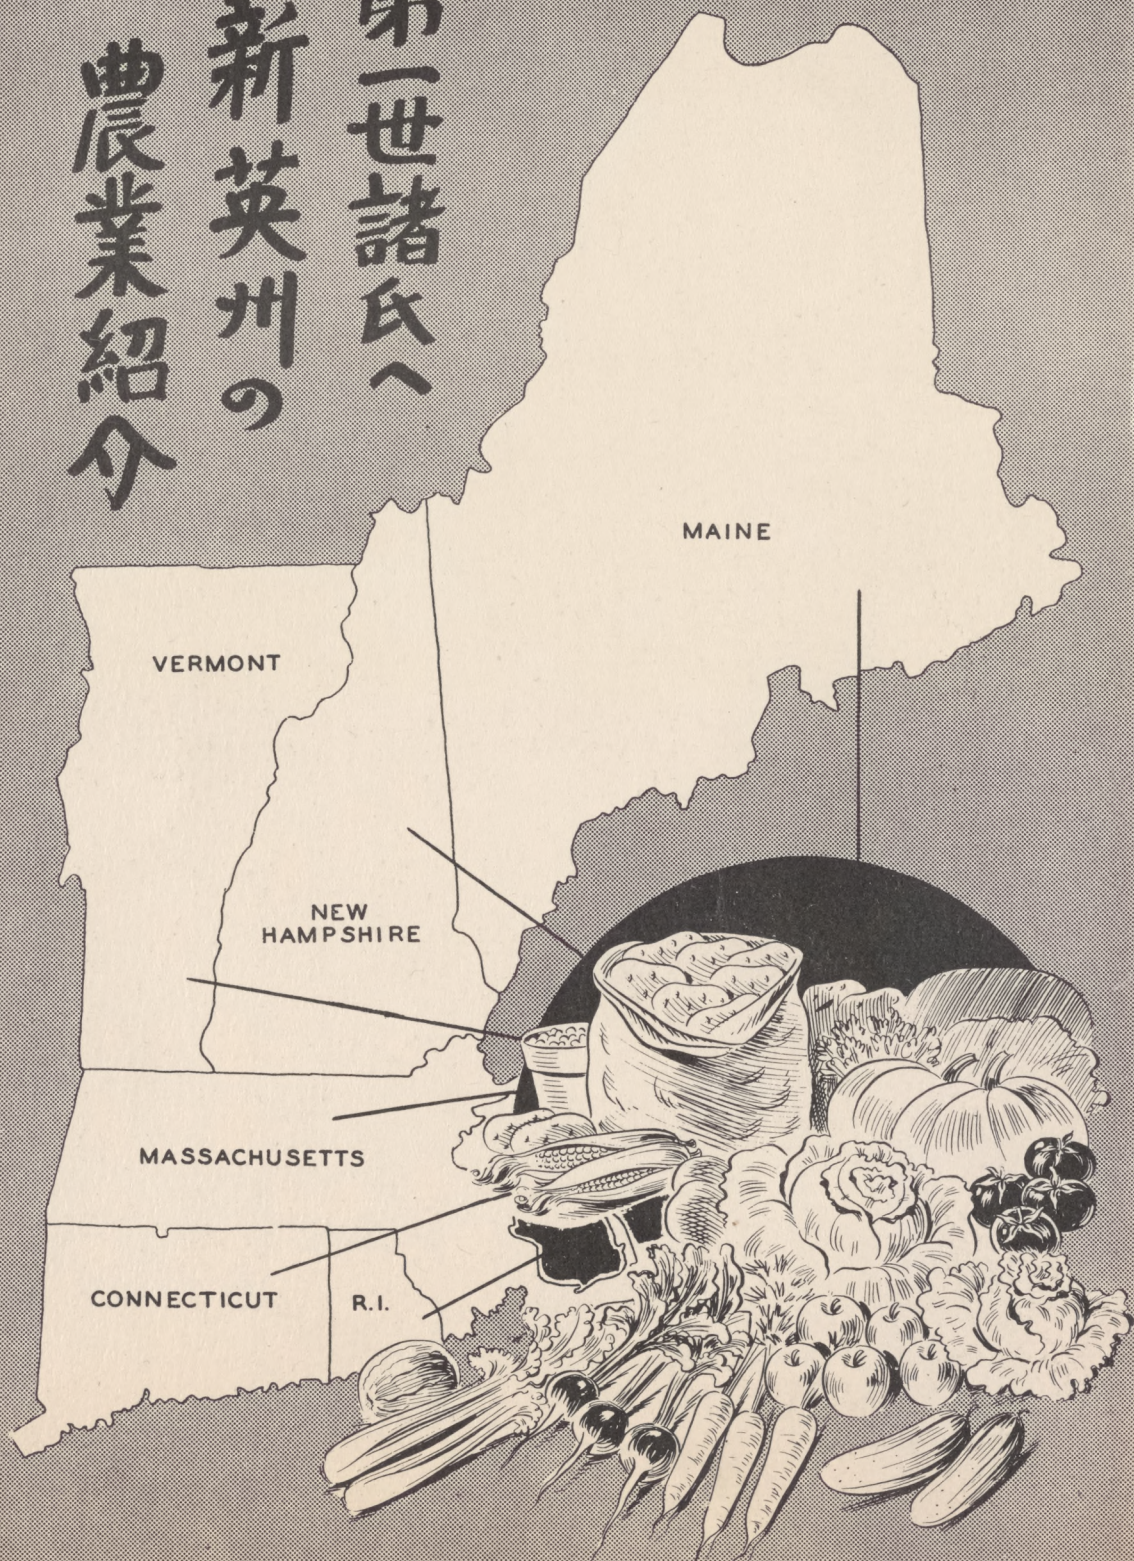 第一世諸氏へ
新英州の
農業紹介
MAINE
VERMONT
NEW
HAMPSHIRE
MASSACHUSETTS
CONNECTICUT
R.I.